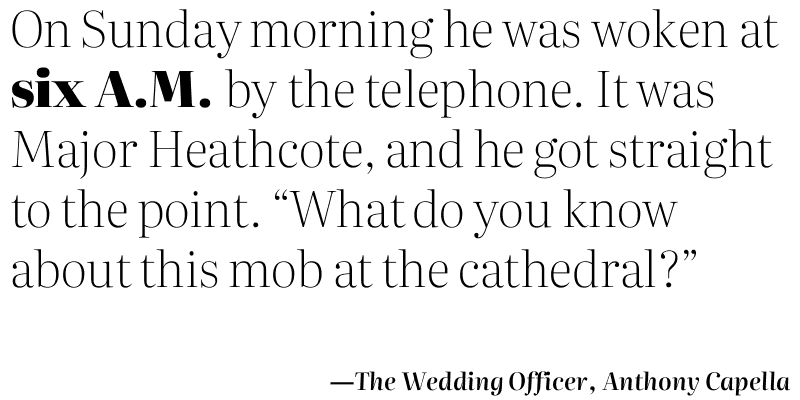 On Sunday morning he was woken at
six A.M. by the telephone. It was
Major Heathcote, and he got straight
to the point. “What do you know
about this mob at the cathedral?”
—The Wedding Officer, Anthony Capella